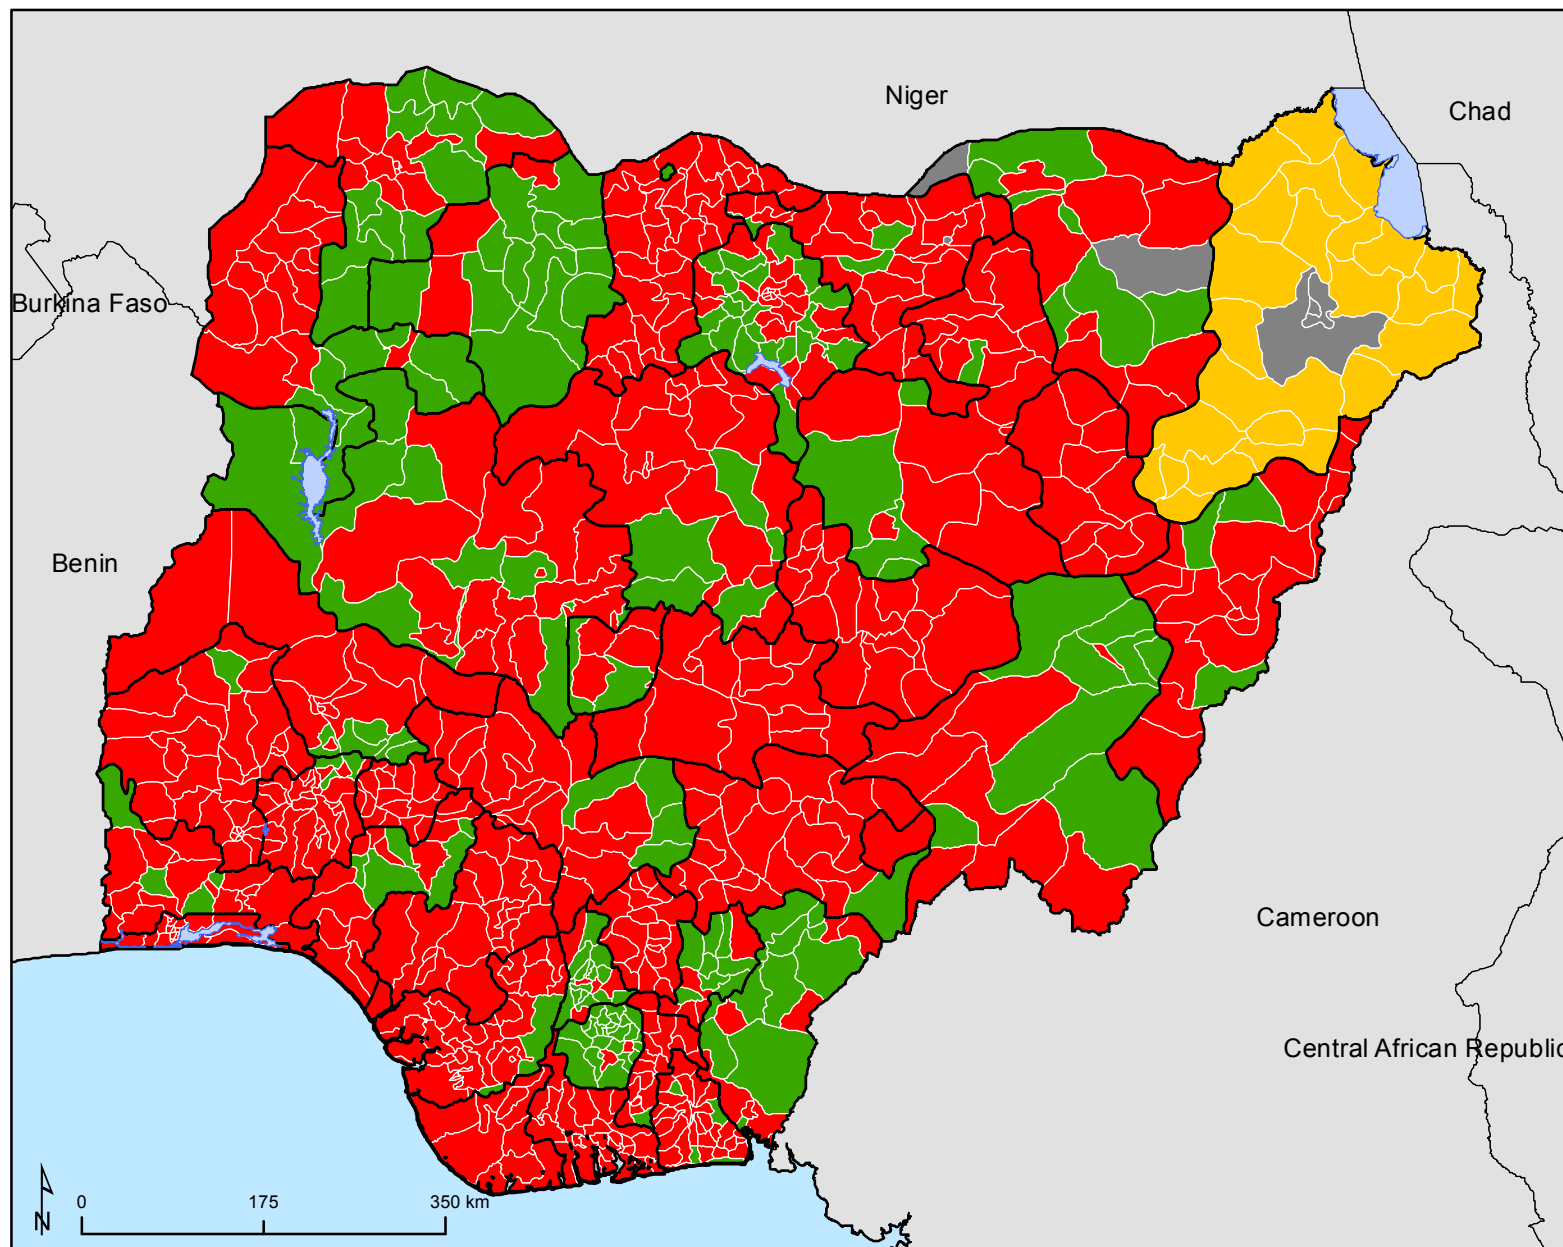 Niger
Chad
Burkina Faso
Benin
Cameroon
Central African Republic
0 175 350 km
N